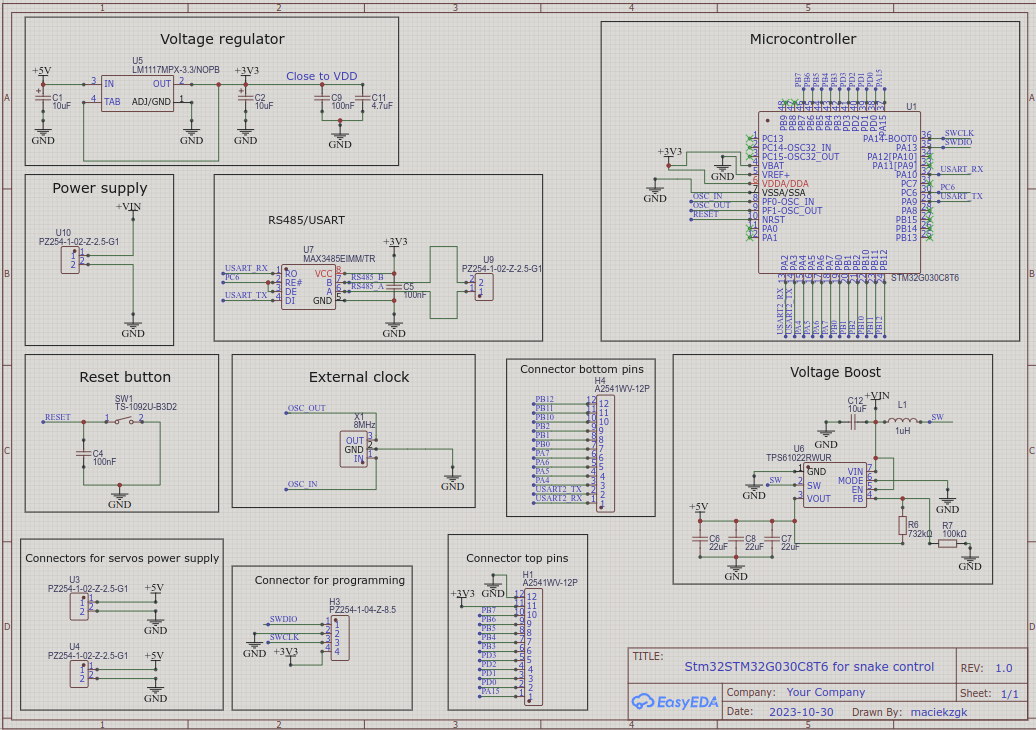 1 2 3 4 5
A
B
C
D
Voltage regulator
U5
LM1117MPX-3.3/NOPB
+5V
+3V3
Close to VDD
3 IN OUT 2
4 TAB ADJ/GND 1
C1
10uF
C2
10uF
C9
100nF
C11
4.7uF
GND
GND
GND
GND
Microcontroller
U1
STM32G030C8T6
PB7
PB6
PB5
PB4
PB3
PD3
PD2
PD1
PD0
PA15
PB9
PB8
PB7
PB6
PB5
PB4
PB3
PD3
PD2
PD1
PD0
PA15
PC13
PC14-OSC32_IN
PC15-OSC32_OUT
VBAT
VREF+
VDDA/DDA
VSSA/SSA
PF0-OSC_IN
PF1-OSC_OUT
NRST
PA0
PA1
+3V3
GND
GND
OSC_IN
OSC_OUT
RESET
PA14-BOOT0
PA13
PA12[PA10]
PA11[PA9]
PA10
PC7
PC6
PA9
PA8
PB15
PB14
PB13
SWCLK
SWDIO
USART_RX
PC6
USART_TX
PA2
PA3
PA4
PA5
PA6
PA7
PB0
PB1
PB2
PB10
PB11
PB12
USART2_RX
USART2_TX
PA4
PA5
PA6
PA7
PB0
PB1
PB2
PB10
PB11
PB12
Power supply
+VIN
U10
PZ254-1-02-Z-2.5-G1
1
2
GND
RS485/USART
U7
MAX3485EIMM/TR
+3V3
USART_RX
PC6
USART_TX
RO
RE#
DE
DI
VCC
B
A
GND
RS485_B
RS485_A
C5
100nF
GND
U9
PZ254-1-02-Z-2.5-G1
2
1
Reset button
SW1
TS-1092U-B3D2
RESET
1 2
C4
100nF
GND
External clock
OSC_OUT
X1
8MHz
OUT 3
GND 2
IN 1
OSC_IN
GND
Connector bottom pins
H4
A2541WV-12P
PB12 12
PB11 11
PB10 10
PB2 9
PB1 8
PB0 7
PA7 6
PA6 5
PA5 4
PA4 3
USART2_TX 2
USART2_RX 1
Voltage Boost
C12
10uF
+VIN
L1
1uH
SW
GND
U6
TPS61022RWUR
1 GND VIN 7
2 SW MODE 6
3 VOUT EN 5
FB 4
SW
GND
GND
+5V
C6
22uF
C8
22uF
C7
22uF
GND
R6
732kΩ
R7
100kΩ
GND
Connectors for servos power supply
U3
PZ254-1-02-Z-2.5-G1
1
2
+5V
GND
U4
PZ254-1-02-Z-2.5-G1
1
2
+5V
GND
Connector for programming
H3
PZ254-1-04-Z-8.5
SWDIO
SWCLK
GND
+3V3
1
2
3
4
Connector top pins
H1
A2541WV-12P
+3V3
GND
12
11
PB7 10
PB6 9
PB5 8
PB4 7
PB3 6
PD3 5
PD2 4
PD1 3
PD0 2
PA15 1
TITLE:
Stm32STM32G030C8T6 for snake control
REV: 1.0
EasyEDA
Company: Your Company
Sheet: 1/1
Date: 2023-10-30 Drawn By: maciekzgk
A
B
C
D
1 2 3 4 5